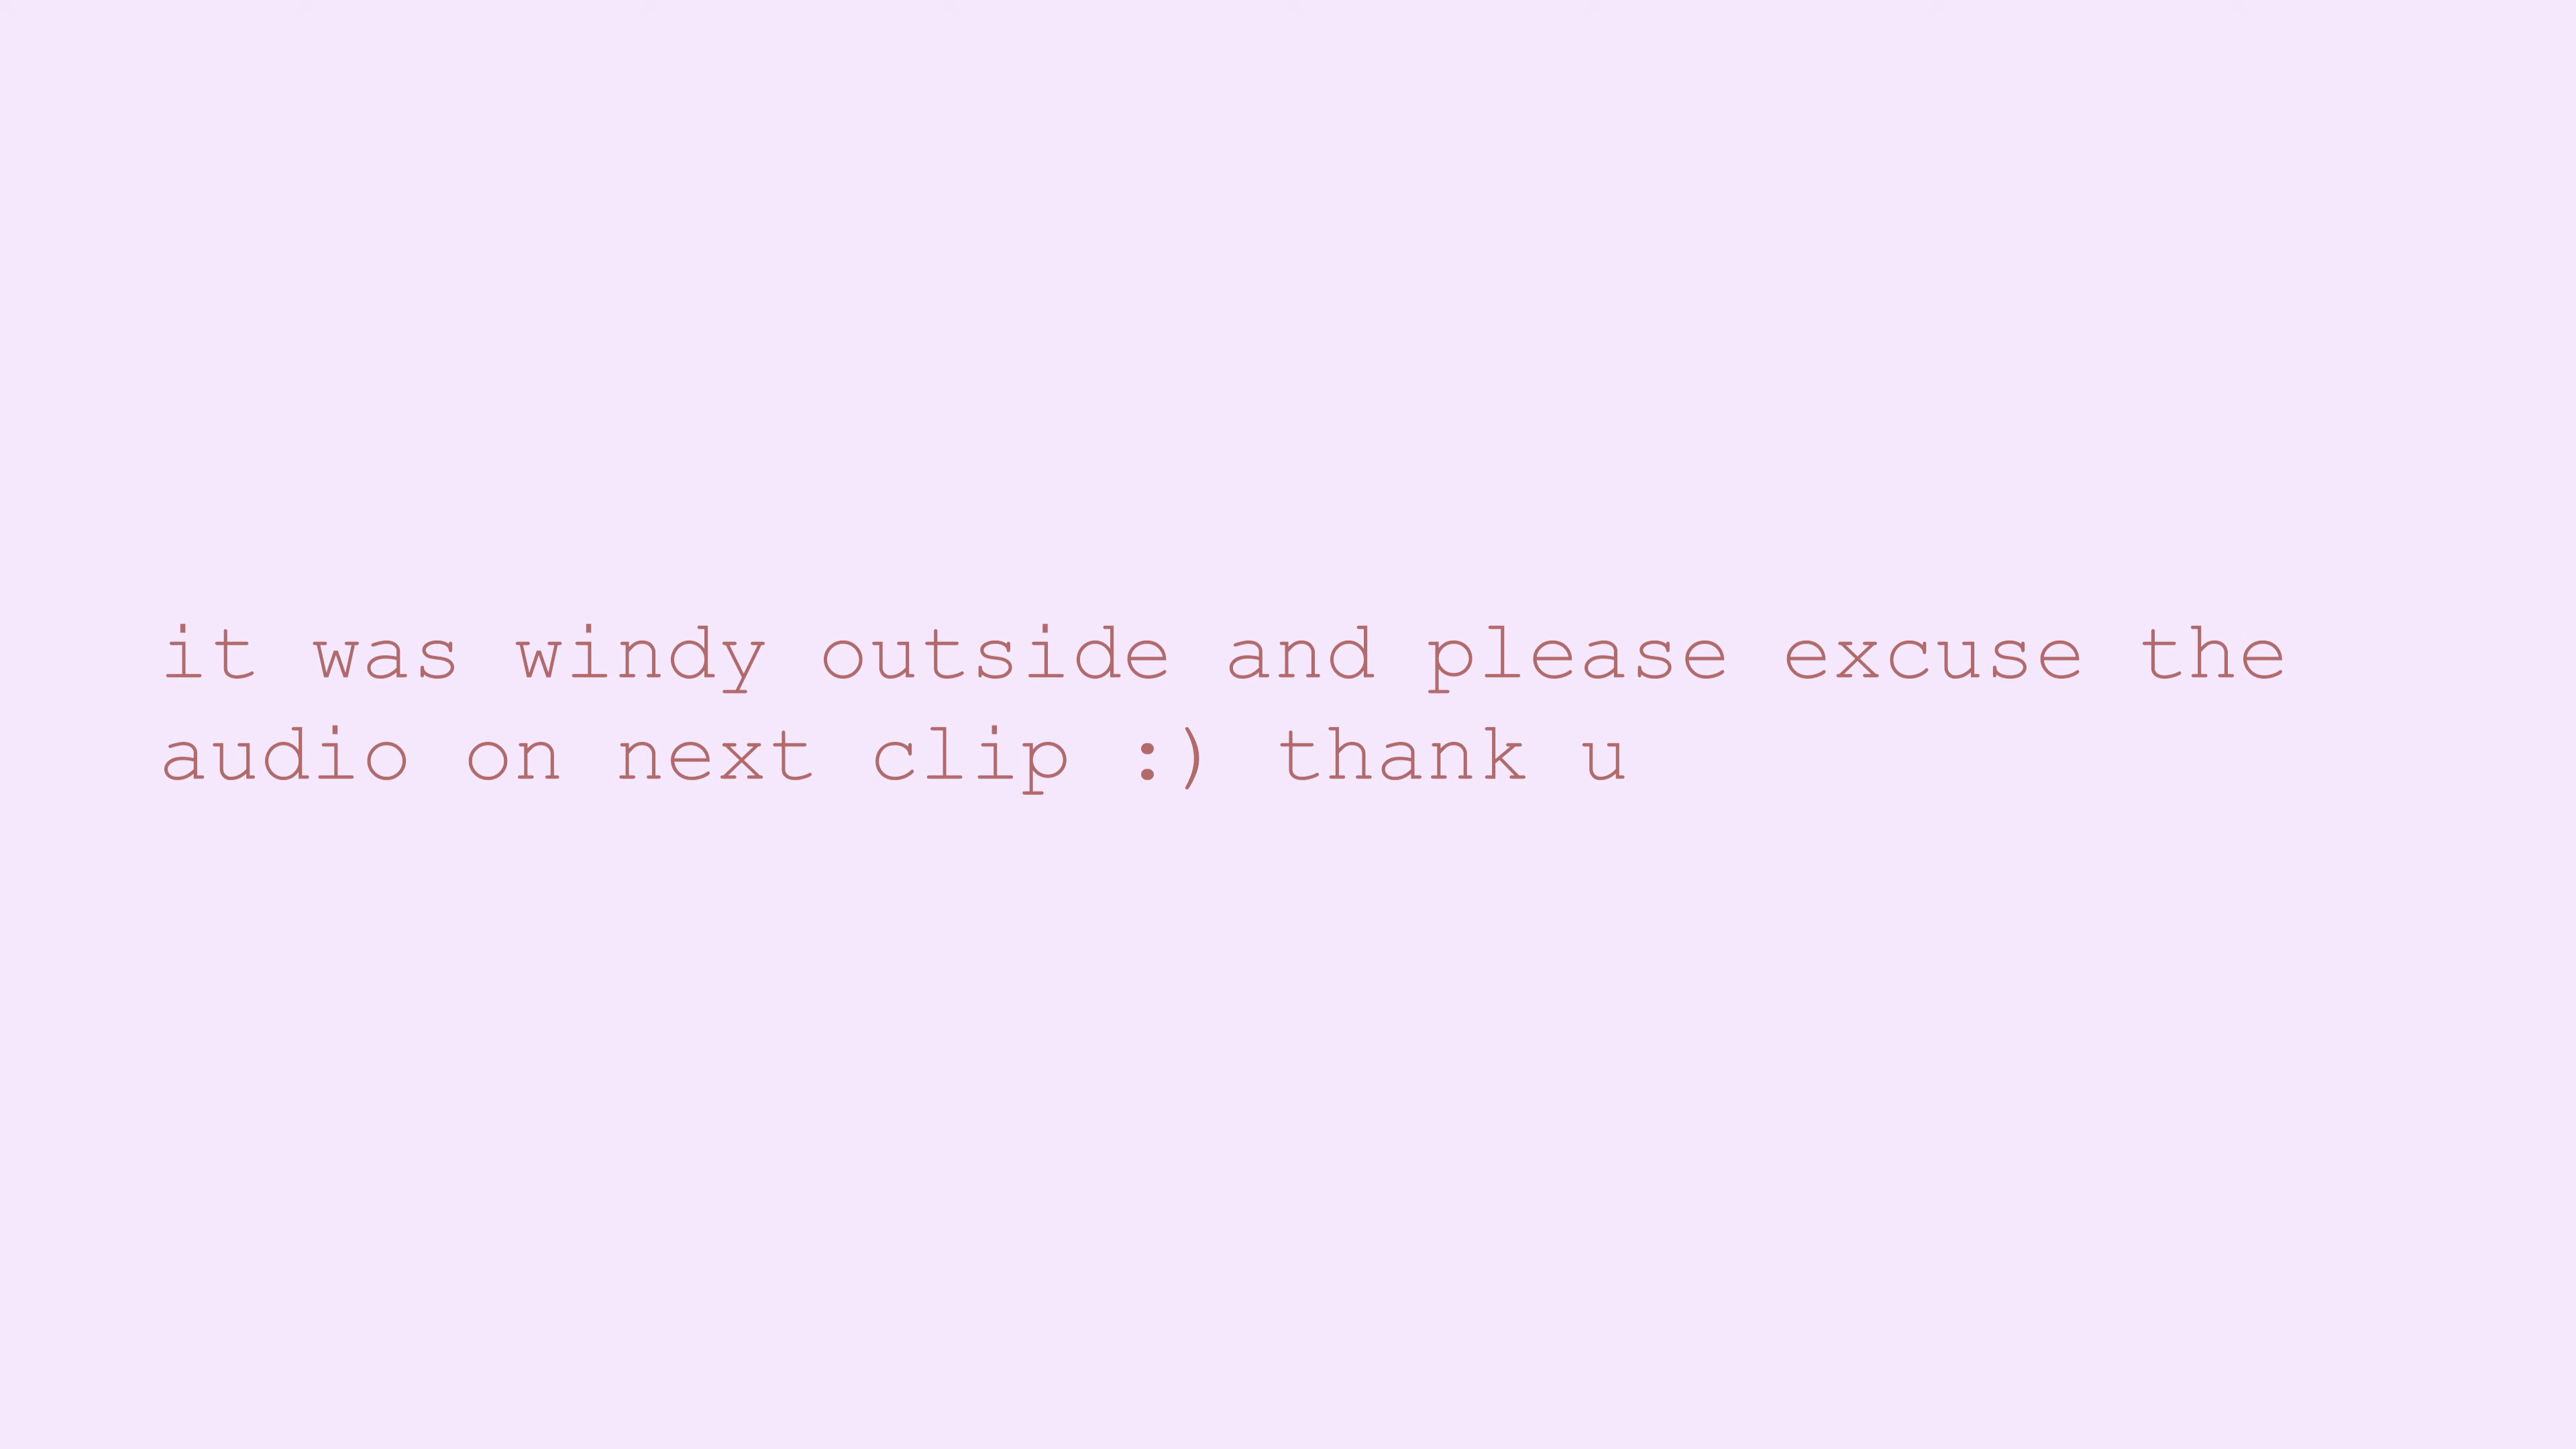 it was windy outside and please excuse the
audio on next clip :) thank u